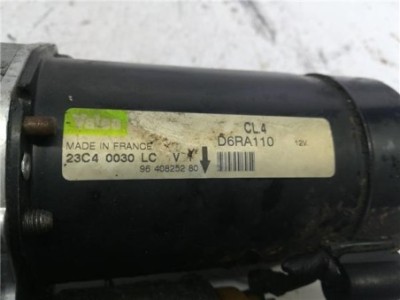 Valeo CL4
MADE IN FRANCE D6RA110 12V
23C4 0030 LC V
96 408252 80